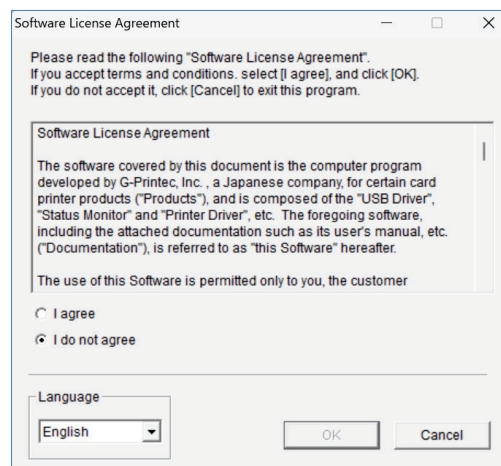 Software License Agreement
Please read the following "Software License Agreement".
If you accept terms and conditions. select [I agree], and click [OK].
If you do not accept it, click [Cancel] to exit this program.
Software License Agreement
The software covered by this document is the computer program
developed by G-Printec, Inc. , a Japanese company, for certain card
printer products ("Products"), and is composed of the "USB Driver",
"Status Monitor" and "Printer Driver", etc. The foregoing software,
including the attached documentation such as its user's manual, etc.
("Documentation"), is referred to as "this Software" hereafter.
The use of this Software is permitted only to you, the customer
I agree
I do not agree
Language
English
OK
Cancel